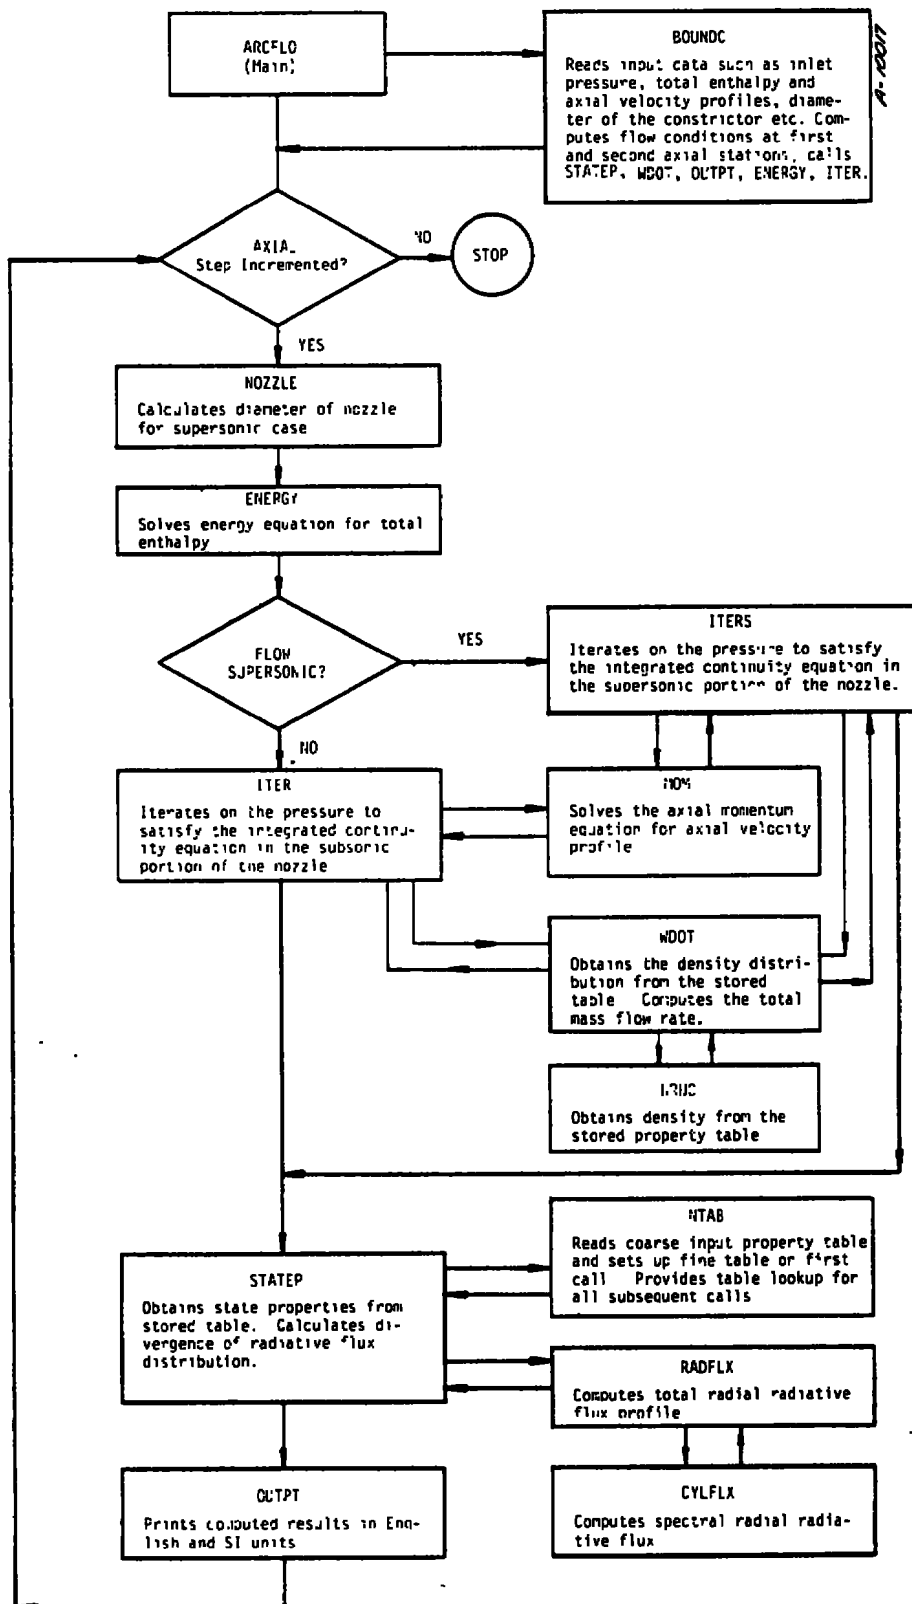 ARCFLO
(Main)
BOUNDC
Reads input data such as inlet
pressure, total enthalpy and
axial velocity profiles, diame-
ter of the constrictor etc. Com-
putes flow conditions at first
and second axial stations, calls
STATEP, WDOT, OUTPT, ENERGY, ITER.
A-10017
AXIAL
Step Incremented?
NO
STOP
YES
NOZZLE
Calculates diameter of nozzle
for supersonic case
ENERGY
Solves energy equation for total
enthalpy
FLOW
SUPERSONIC?
YES
ITERS
Iterates on the pressure to satisfy
the integrated continuity equation in
the supersonic portion of the nozzle.
NO
ITER
Iterates on the pressure to
satisfy the integrated continu-
ity equation in the subsonic
portion of the nozzle
MOM
Solves the axial momentum
equation for axial velocity
profile
WDOT
Obtains the density distri-
bution from the stored
table Computes the total
mass flow rate.
Obtains density from the
stored property table
NTAB
Reads coarse input property table
and sets up fine table or first
call Provides table lookup for
all subsequent calls
STATEP
Obtains state properties from
stored table. Calculates di-
vergence of radiative flux
distribution.
RADFLX
Computes total radial radiative
flux profile
OUTPT
Prints computed results in Eng-
lish and SI units
CYLFLX
Computes spectral radial radia-
tive flux